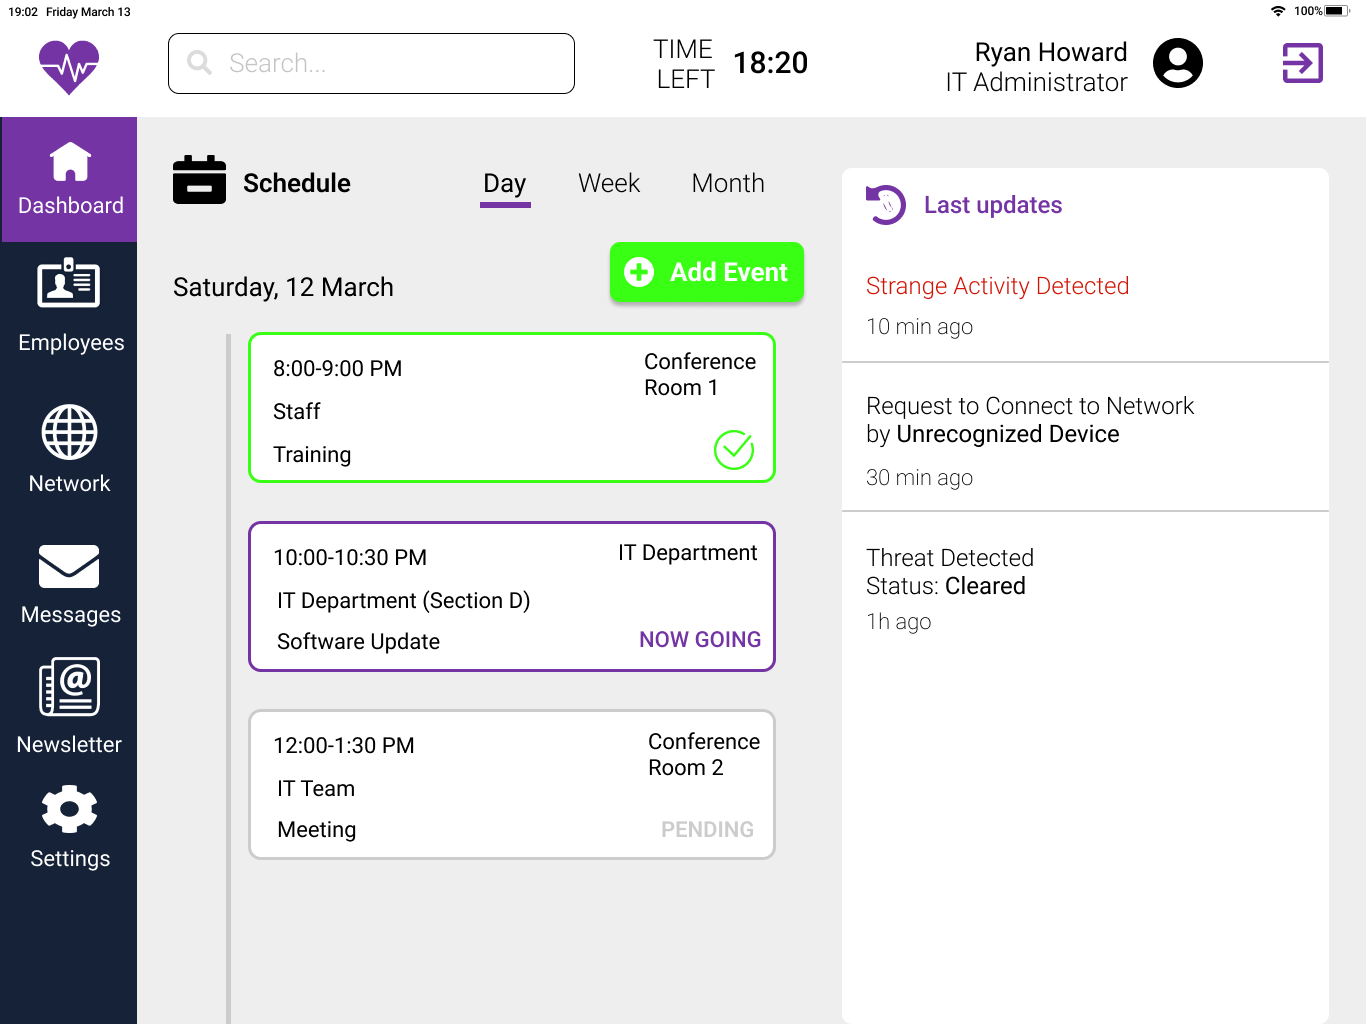 19:02 Friday March 13
100%
Search...
TIME
LEFT
18:20
Ryan Howard
IT Administrator
Dashboard
Employees
Network
Messages
Newsletter
Settings
Schedule
Day
Week
Month
Saturday, 12 March
Add Event
8:00-9:00 PM
Staff
Training
Conference
Room 1
10:00-10:30 PM
IT Department (Section D)
Software Update
IT Department
NOW GOING
12:00-1:30 PM
IT Team
Meeting
Conference
Room 2
PENDING
Last updates
Strange Activity Detected
10 min ago
Request to Connect to Network
by Unrecognized Device
30 min ago
Threat Detected
Status: Cleared
1h ago